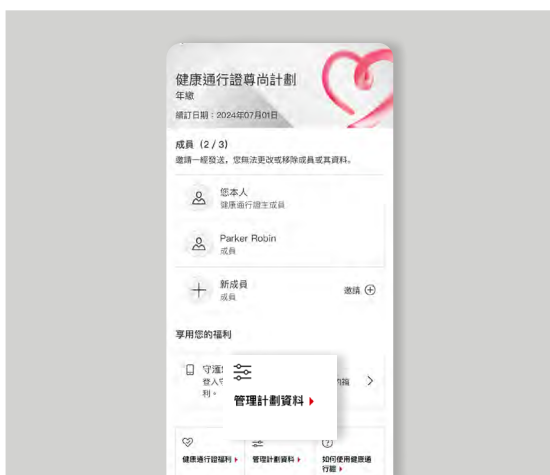 健康通行證尊尚計劃
年繳
續訂日期：2024年07月01日
成員（2 / 3）
邀請一經發送，您無法更改或移除成員或其資料。
您本人
健康通行證主成員
Parker Robin
成員
新成員
成員
邀請
享用您的福利
守護
登入守
利。
管理計劃資料
健康通行證福利
管理計劃資料
如何使用健康通
行證